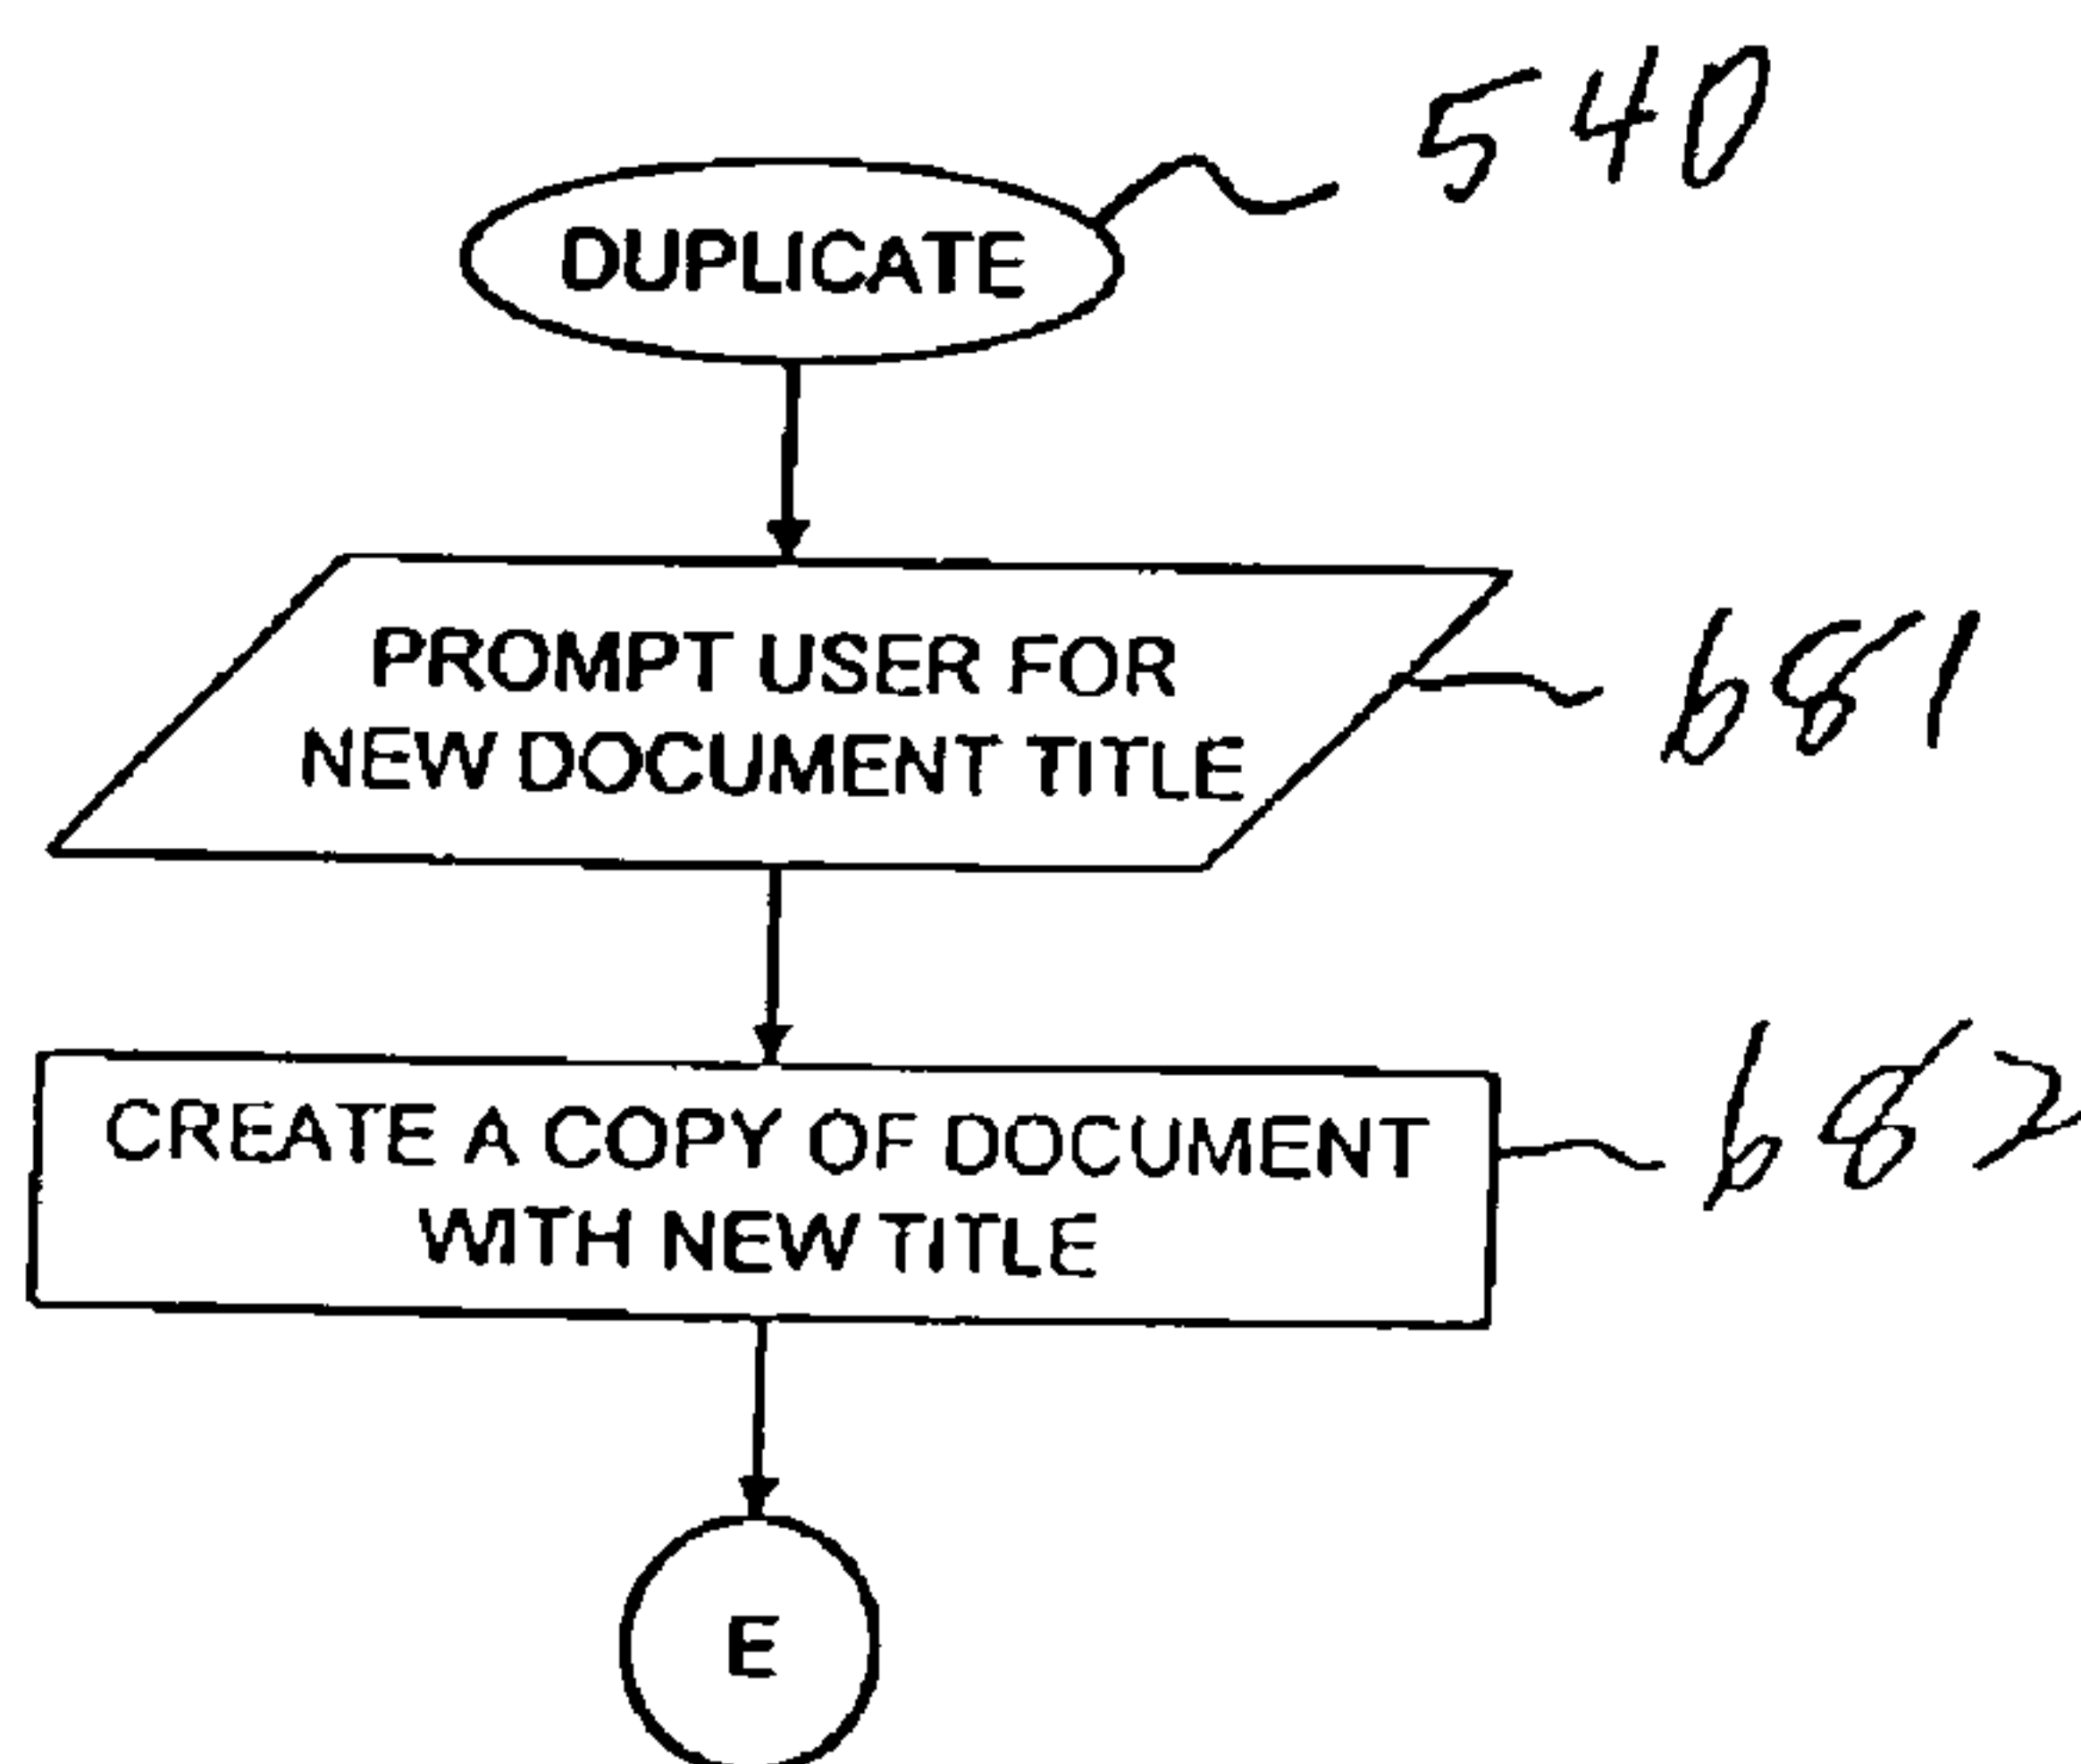 540
DUPLICATE
PROMPT USER FOR
NEW DOCUMENT TITLE
681
CREATE A COPY OF DOCUMENT
WITH NEW TITLE
682
E